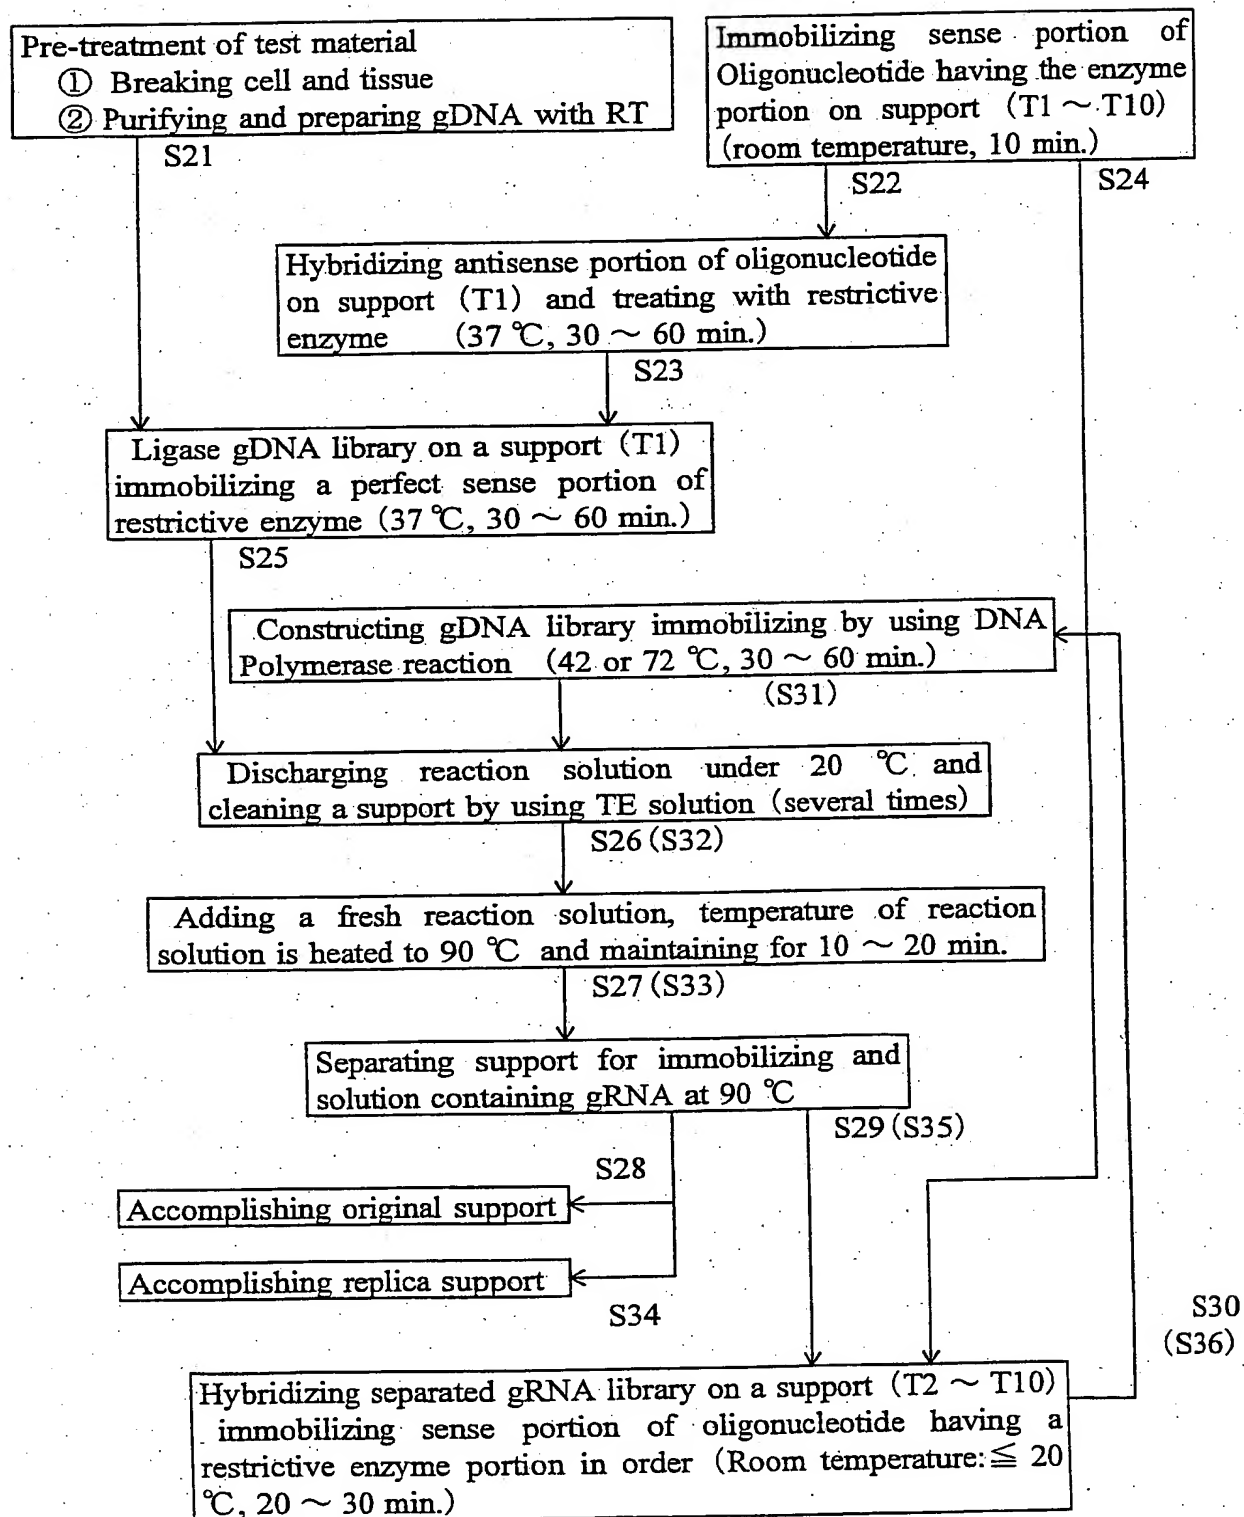 Pre-treatment of test material
① Breaking cell and tissue
② Purifying and preparing gDNA with RT
S21
Immobilizing sense portion of
Oligonucleotide having the enzyme
portion on support (T1 ~ T10)
(room temperature, 10 min.)
S22
S24
Hybridizing antisense portion of oligonucleotide
on support (T1) and treating with restrictive
enzyme (37 ℃, 30 ~ 60 min.)
S23
Ligase gDNA library on a support (T1)
immobilizing a perfect sense portion of
restrictive enzyme (37 ℃, 30 ~ 60 min.)
S25
Constructing gDNA library immobilizing by using DNA
Polymerase reaction (42 or 72 ℃, 30 ~ 60 min.)
(S31)
Discharging reaction solution under 20 ℃ and
cleaning a support by using TE solution (several times)
S26 (S32)
Adding a fresh reaction solution, temperature of reaction
solution is heated to 90 ℃ and maintaining for 10 ~ 20 min.
S27 (S33)
Separating support for immobilizing and
solution containing gRNA at 90 ℃
S29 (S35)
S28
Accomplishing original support
Accomplishing replica support
S34
S30
(S36)
Hybridizing separated gRNA library on a support (T2 ~ T10)
immobilizing sense portion of oligonucleotide having a
restrictive enzyme portion in order (Room temperature:≦ 20
℃, 20 ~ 30 min.)